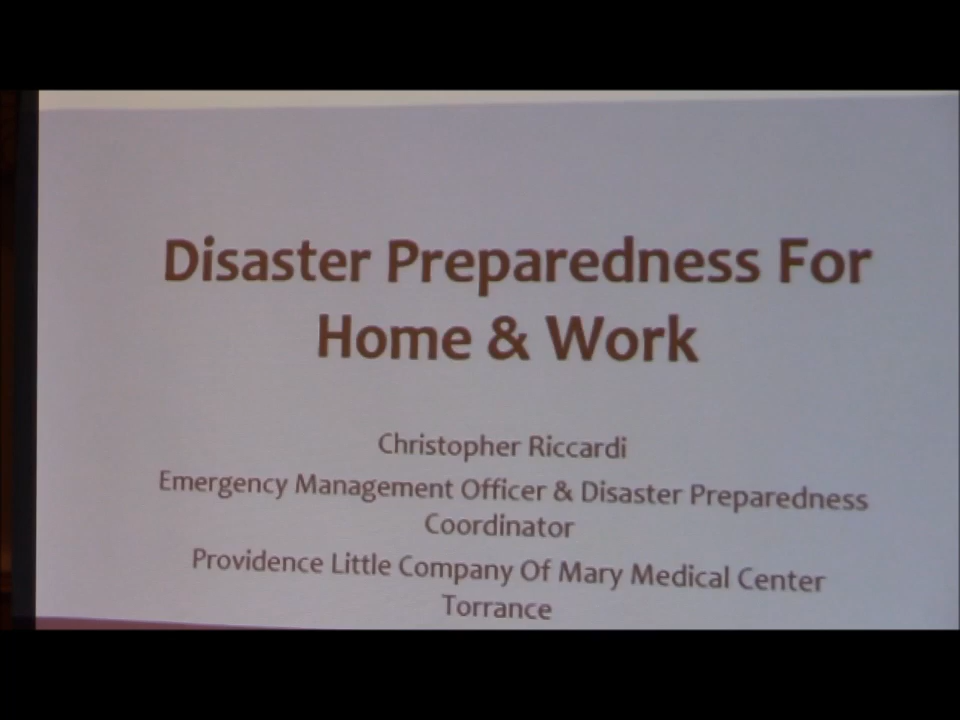 Disaster Preparedness For
Home & Work
Christopher Riccardi
Emergency Management Officer & Disaster Preparedness
Coordinator
Providence Little Company Of Mary Medical Center
Torrance